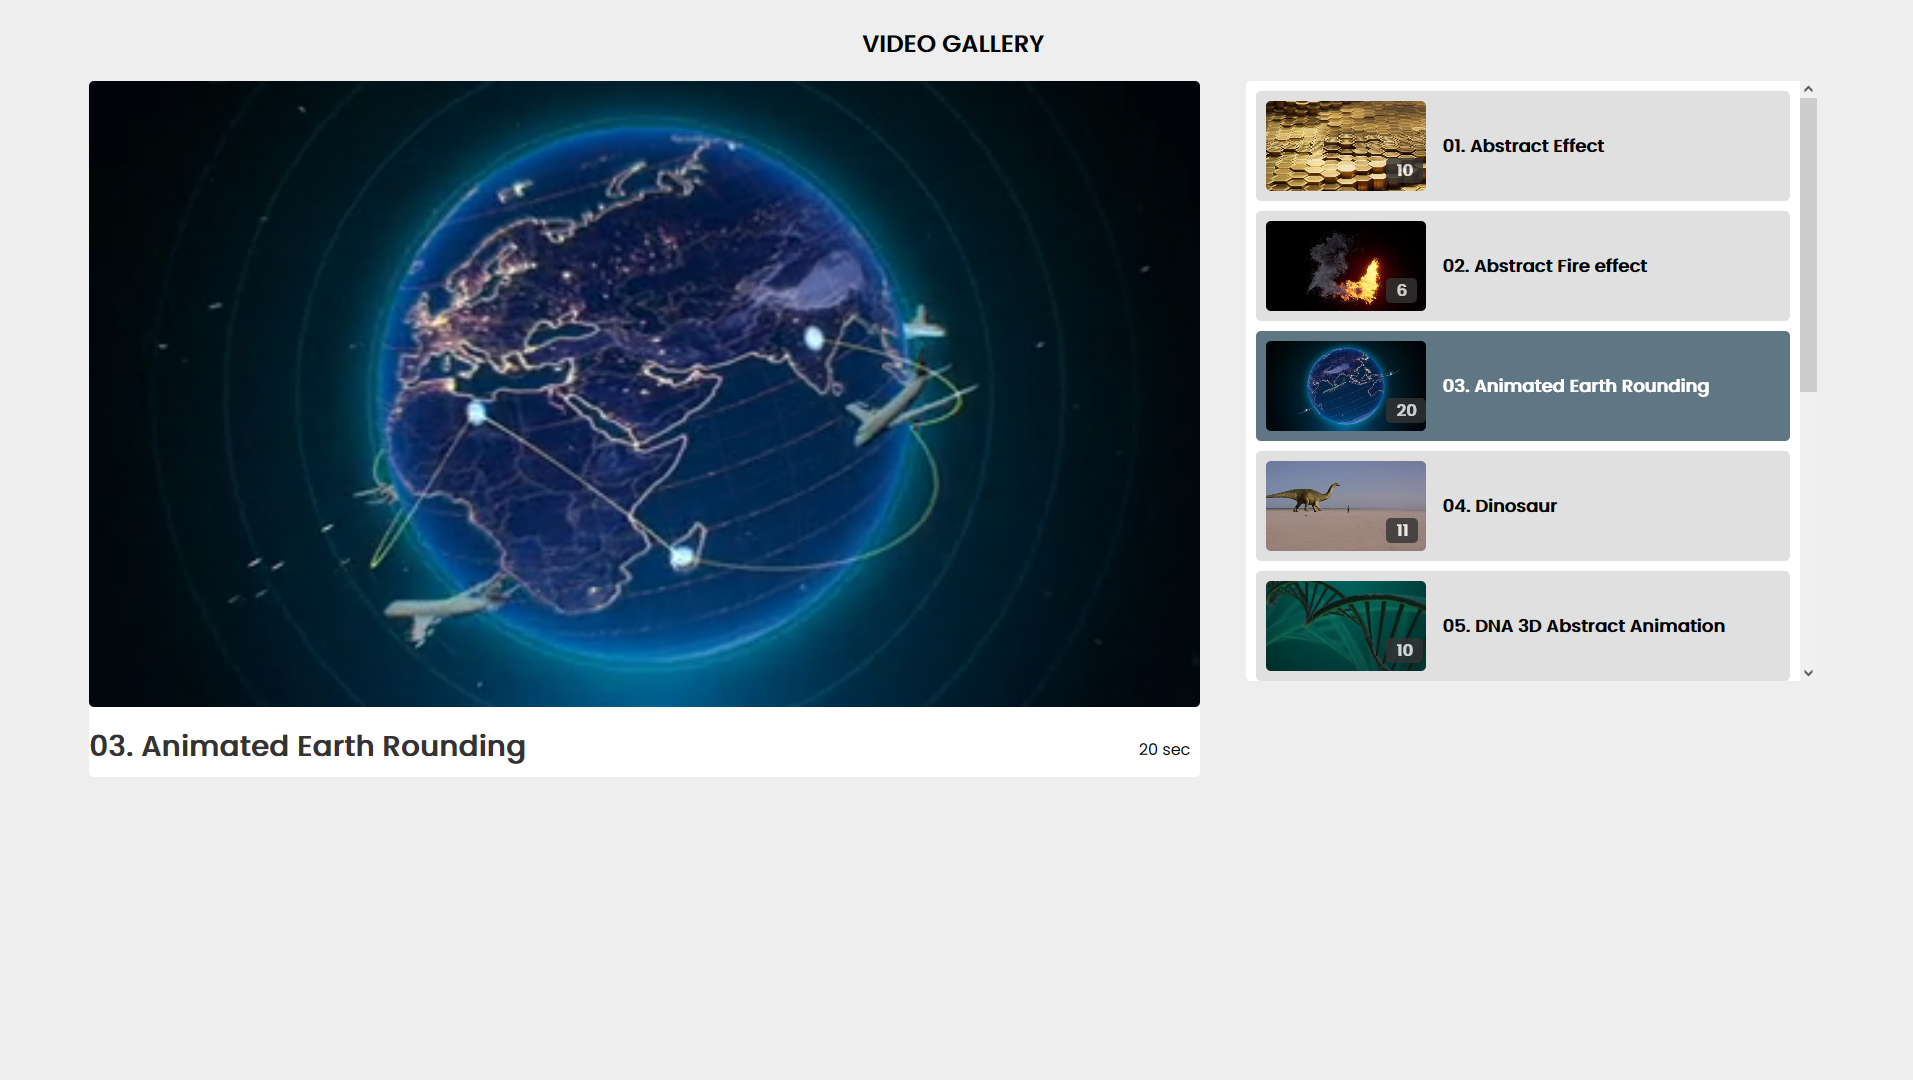 VIDEO GALLERY
03. Animated Earth Rounding
20 sec
10
01. Abstract Effect
6
02. Abstract Fire effect
20
03. Animated Earth Rounding
11
04. Dinosaur
10
05. DNA 3D Abstract Animation